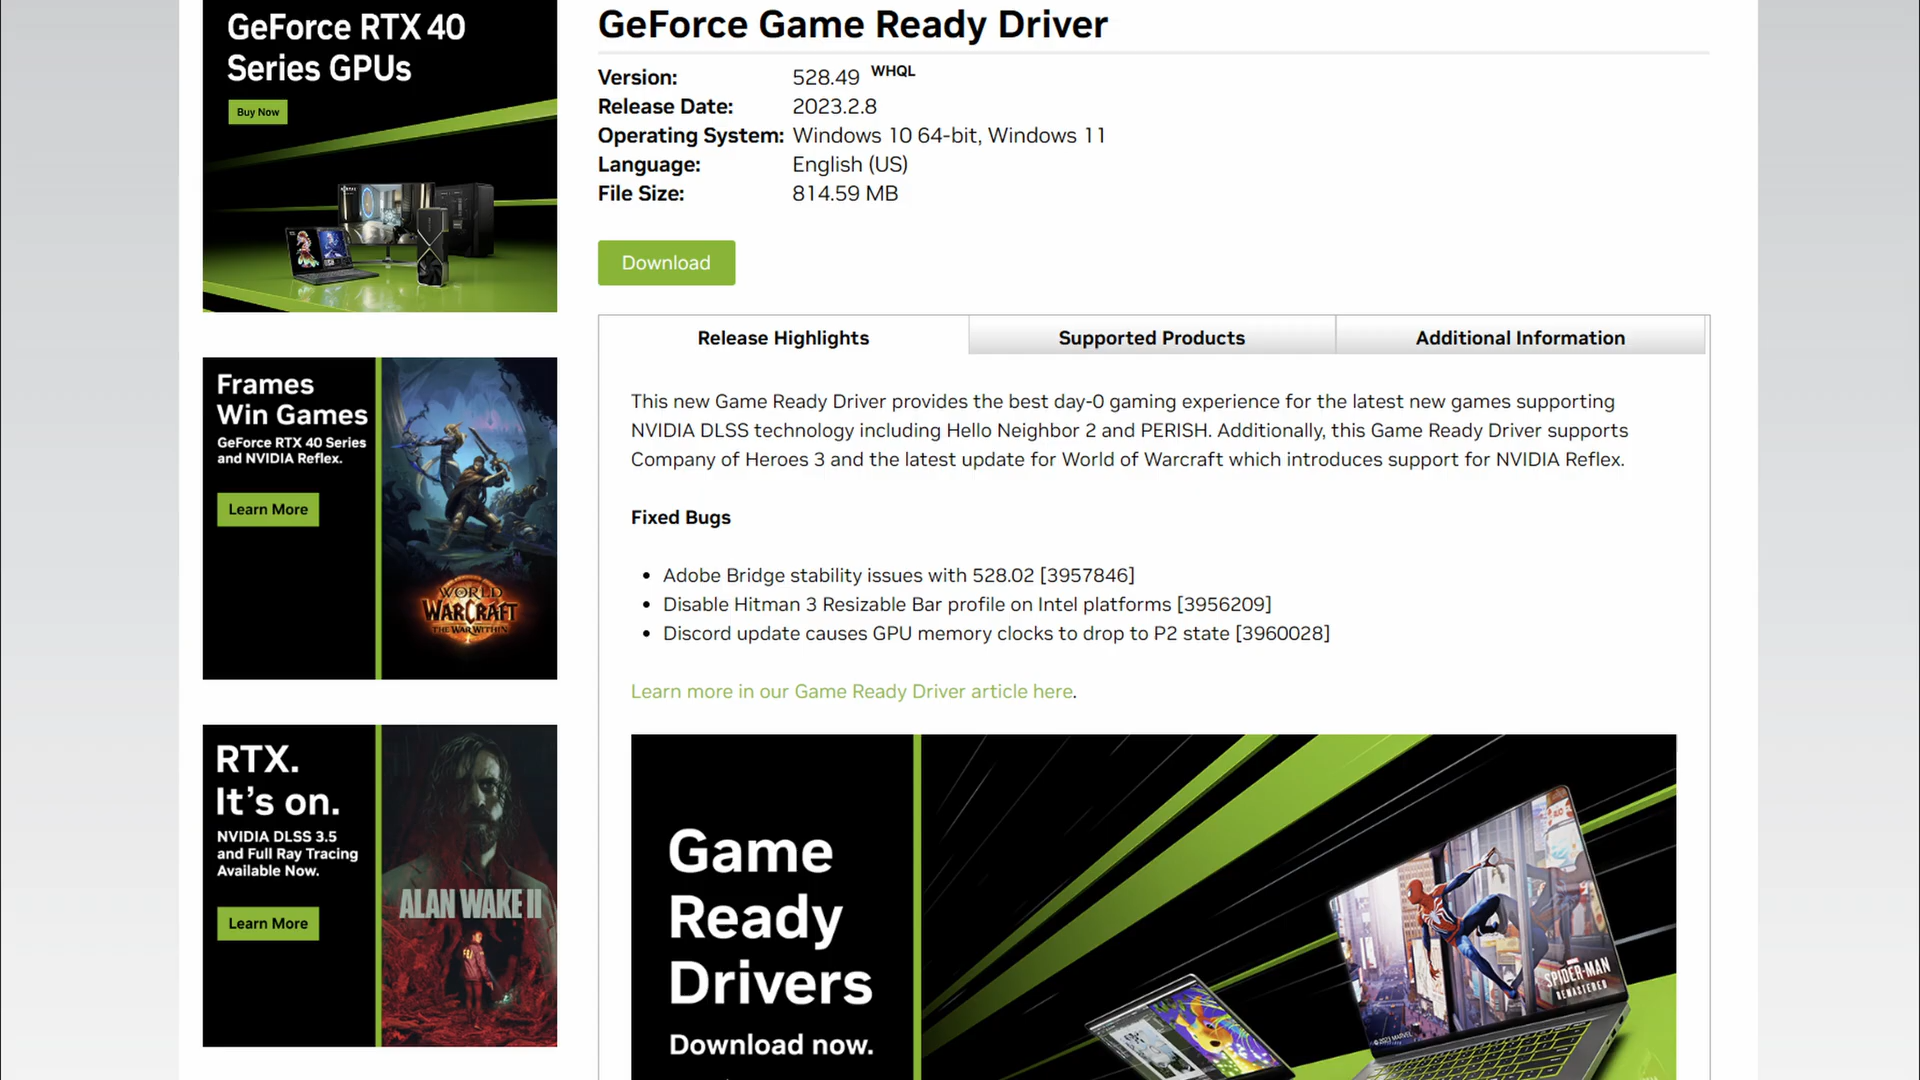 GeForce RTX 40
Series GPUs
Buy Now
Frames
Win Games
GeForce RTX 40 Series
and NVIDIA Reflex.
Learn More
WORLD
WARCRAFT
THE WAR WITHIN
RTX.
It's on.
NVIDIA DLSS 3.5
and Full Ray Tracing
Available Now.
Learn More
ALAN WAKE II
GeForce Game Ready Driver
Version: 528.49 WHQL
Release Date: 2023.2.8
Operating System: Windows 10 64-bit, Windows 11
Language: English (US)
File Size: 814.59 MB
Download
Release Highlights Supported Products Additional Information
This new Game Ready Driver provides the best day-0 gaming experience for the latest new games supporting
NVIDIA DLSS technology including Hello Neighbor 2 and PERISH. Additionally, this Game Ready Driver supports
Company of Heroes 3 and the latest update for World of Warcraft which introduces support for NVIDIA Reflex.
Fixed Bugs
• Adobe Bridge stability issues with 528.02 [3957846]
• Disable Hitman 3 Resizable Bar profile on Intel platforms [3956209]
• Discord update causes GPU memory clocks to drop to P2 state [3960028]
Learn more in our Game Ready Driver article here.
Game
Ready
Drivers
Download now.
MARVEL
SPIDER-MAN
REMASTERED